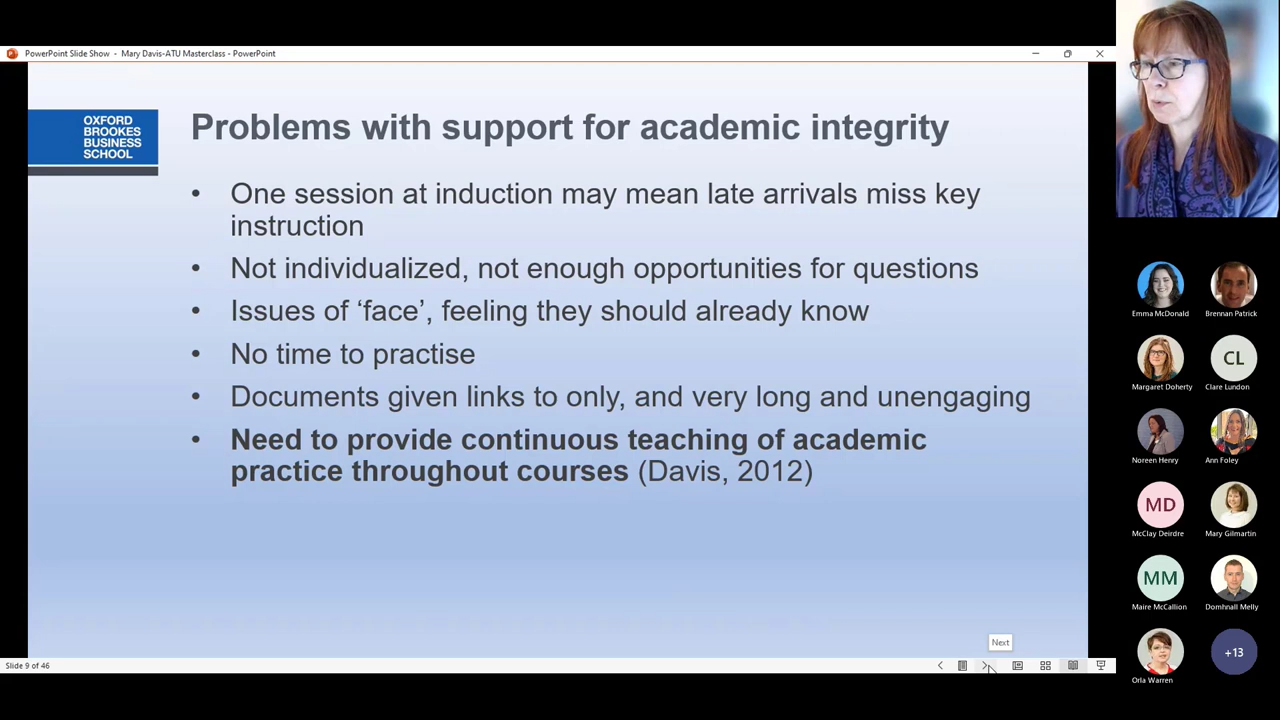 PowerPoint Slide Show - Mary Davis-ATU Masterclass - PowerPoint
OXFORD
BROOKES
BUSINESS
SCHOOL
Problems with support for academic integrity
• One session at induction may mean late arrivals miss key
instruction
• Not individualized, not enough opportunities for questions
• Issues of ‘face’, feeling they should already know
• No time to practise
• Documents given links to only, and very long and unengaging
• Need to provide continuous teaching of academic
practice throughout courses (Davis, 2012)
Next
Slide 9 of 46
Emma McDonald
Brennan Patrick
CL
Margaret Doherty
Clare Lundon
Noreen Henry
Ann Foley
MD
McClay Deirdre
Mary Gilmartin
MM
Maire McCallion
Domhnall Melly
+13
Orla Warren